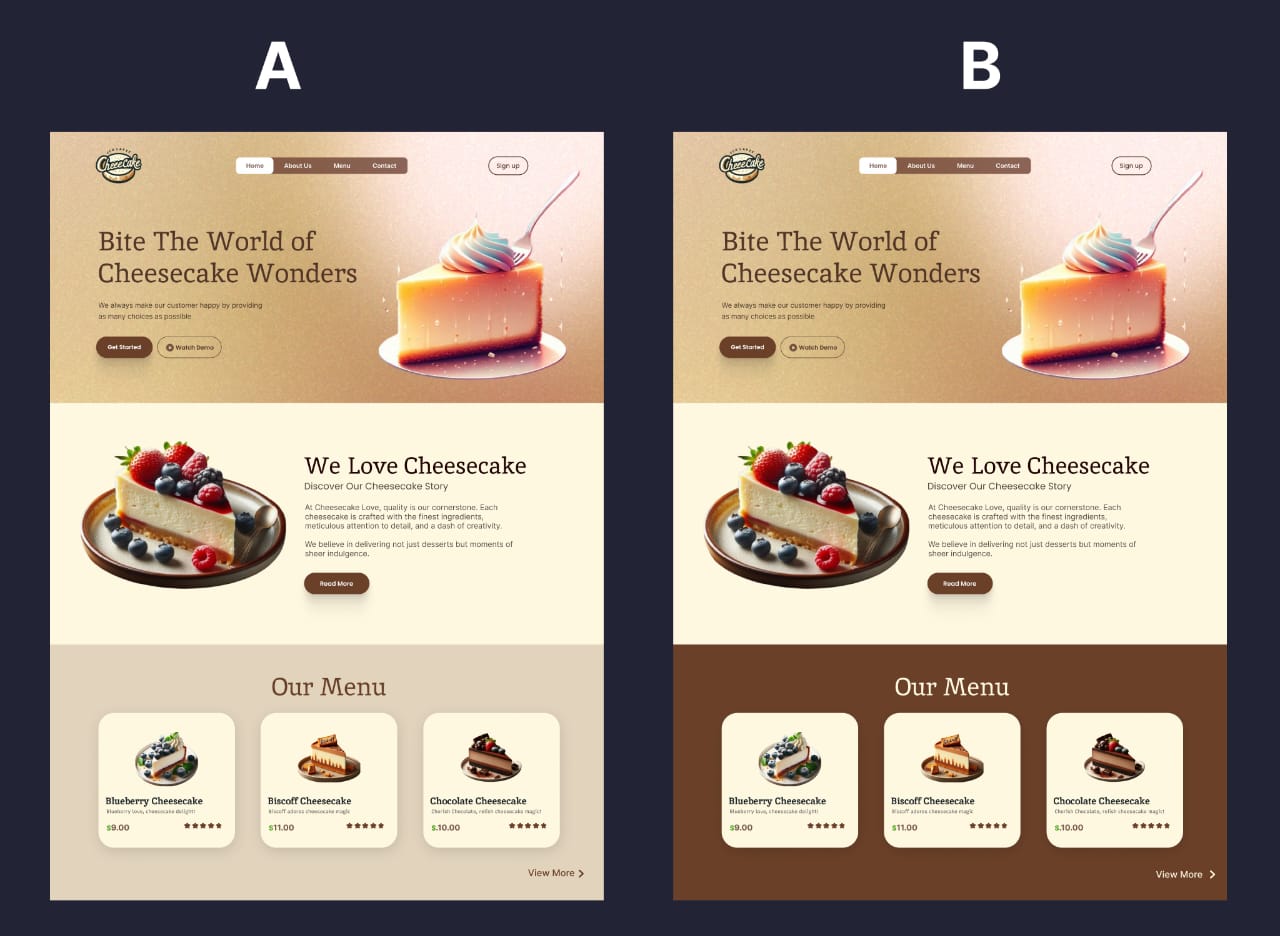 A
B
CheeeCake
Home About Us Menu Contact
Sign up
Bite The World of
Cheesecake Wonders
We always make our customer happy by providing
as many choices as possible
Get Started
Watch Demo
We Love Cheesecake
Discover Our Cheesecake Story
At Cheesecake Love, quality is our cornerstone. Each
cheesecake is crafted with the finest ingredients,
meticulous attention to detail, and a dash of creativity.
We believe in delivering not just desserts but moments of
sheer indulgence.
Read More
Our Menu
Blueberry Cheesecake
Blueberry love, cheesecake delight!
$9.00
Biscoff Cheesecake
Biscoff adores cheesecake magic
$11.00
Chocolate Cheesecake
Cherish Chocolate, relish cheesecake magic!
$.10.00
View More
CheeeCake
Home About Us Menu Contact
Sign up
Bite The World of
Cheesecake Wonders
We always make our customer happy by providing
as many choices as possible
Get Started
Watch Demo
We Love Cheesecake
Discover Our Cheesecake Story
At Cheesecake Love, quality is our cornerstone. Each
cheesecake is crafted with the finest ingredients,
meticulous attention to detail, and a dash of creativity.
We believe in delivering not just desserts but moments of
sheer indulgence.
Read More
Our Menu
Blueberry Cheesecake
Blueberry love, cheesecake delight!
$9.00
Biscoff Cheesecake
Biscoff adores cheesecake magic
$11.00
Chocolate Cheesecake
Cherish Chocolate, relish cheesecake magic!
$.10.00
View More